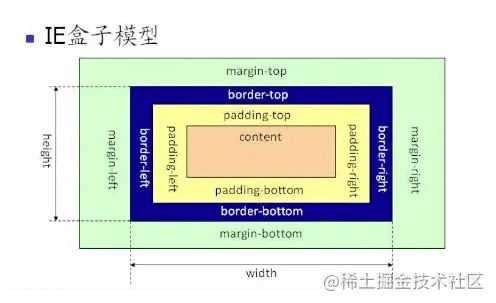 IE盒子模型
margin-top
border-top
padding-top
content
height
margin-left
border-left
padding-left
padding-right
border-right
margin-right
padding-bottom
border-bottom
margin-bottom
width
@稀土掘金技术社区